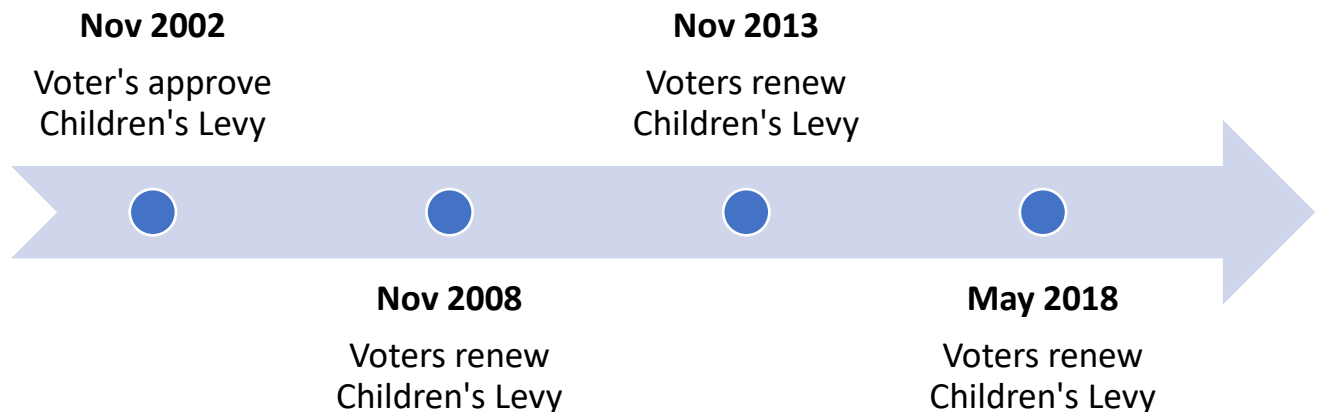 Nov 2002
Voter's approve
Children's Levy
Nov 2008
Voters renew
Children's Levy
Nov 2013
Voters renew
Children's Levy
May 2018
Voters renew
Children's Levy